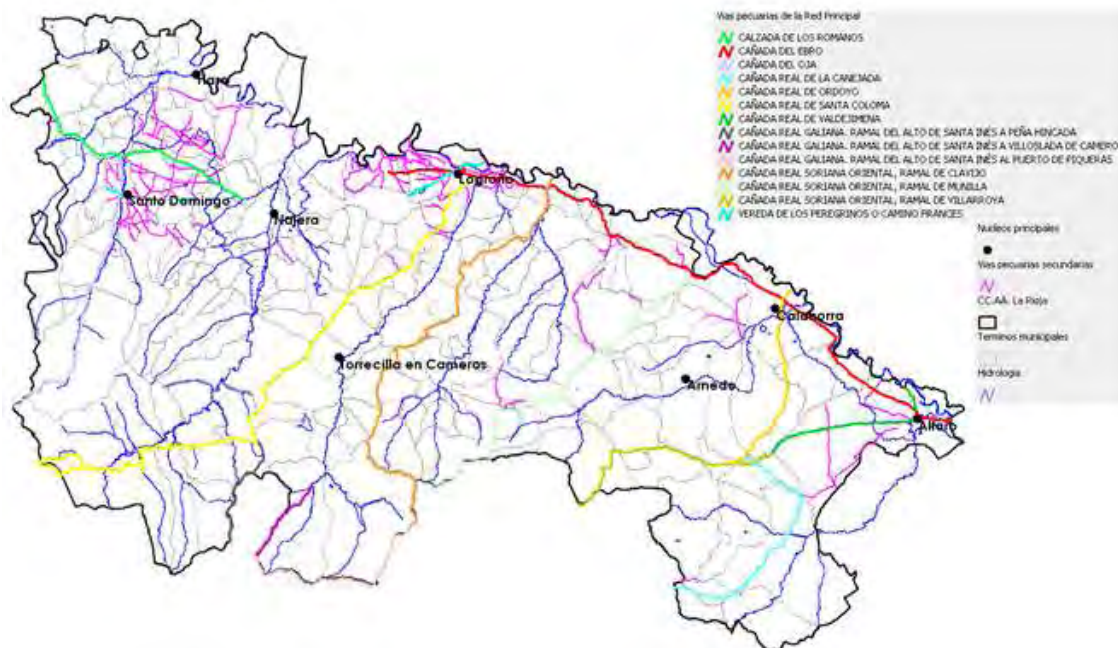 Vias pecuarias de la Red Principal
CALZADA DE LOS ROMANOS
CAÑADA DEL EBRO
CAÑADA DEL OJA
CAÑADA REAL DE LA CANEJADA
CAÑADA REAL DE ORDOYO
CAÑADA REAL DE SANTA COLOMA
CAÑADA REAL DE VALDEJIMENA
CAÑADA REAL GALIANA. RAMAL DEL ALTO DE SANTA INÉS A PEÑA HINCADA
CAÑADA REAL GALIANA. RAMAL DEL ALTO DE SANTA INÉS A VILLOSLADA DE CAMERO
CAÑADA REAL GALIANA. RAMAL DEL ALTO DE SANTA INÉS AL PUERTO DE PIQUERAS
CAÑADA REAL SORIANA ORIENTAL, RAMAL DE CLAVIJO
CAÑADA REAL SORIANA ORIENTAL, RAMAL DE MUNILLA
CAÑADA REAL SORIANA ORIENTAL, RAMAL DE VILLARROYA
VEREDA DE LOS PEREGRINOS O CAMINO FRANCES
Nucleos principales
Vias pecuarias secundarias
CC.AA. La Rioja
Terminos municipales
Hidrologia
Haro
Logroño
Santo Domingo
Najera
Calahorra
Torrecilla en Cameros
Arnedo
Alfaro